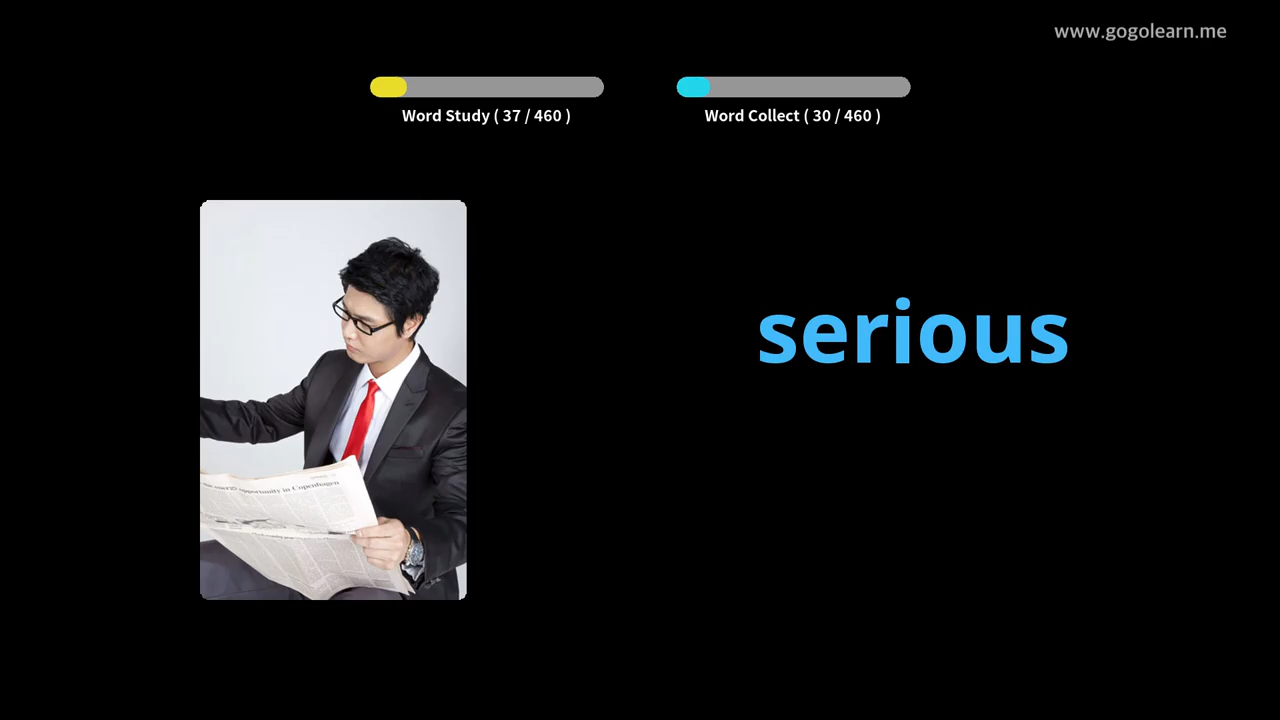 www.gogolearn.me
Word Study ( 37 / 460 )
Word Collect ( 30 / 460 )
serious
opportunity in Copenhagen